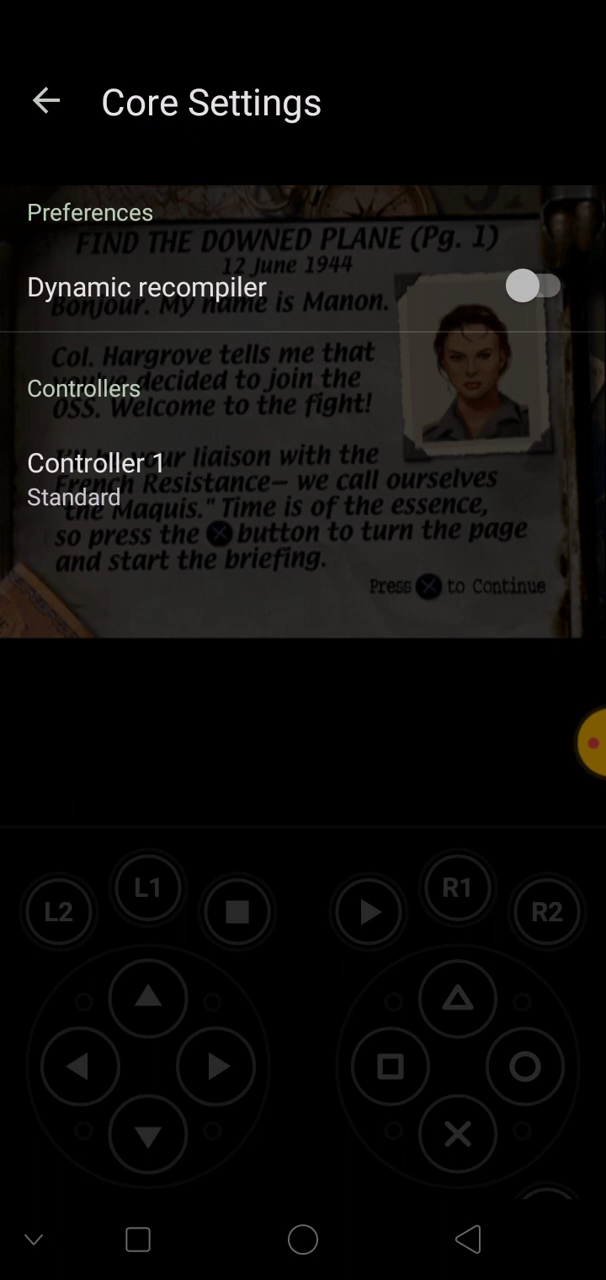 Core Settings
Preferences
FIND THE DOWNED PLANE (Pg. 1)
12 June 1944
Dynamic recompiler
Bonjour. My name is Manon.
Col. Hargrove tells me that
you've decided to join the
Controllers
OSS. Welcome to the fight!
Controller 1
your liaison with the
French Resistance— we call ourselves
Standard
the Maquis." Time is of the essence,
so press the button to turn the page
and start the briefing.
Press to Continue
L2
L1
R1
R2